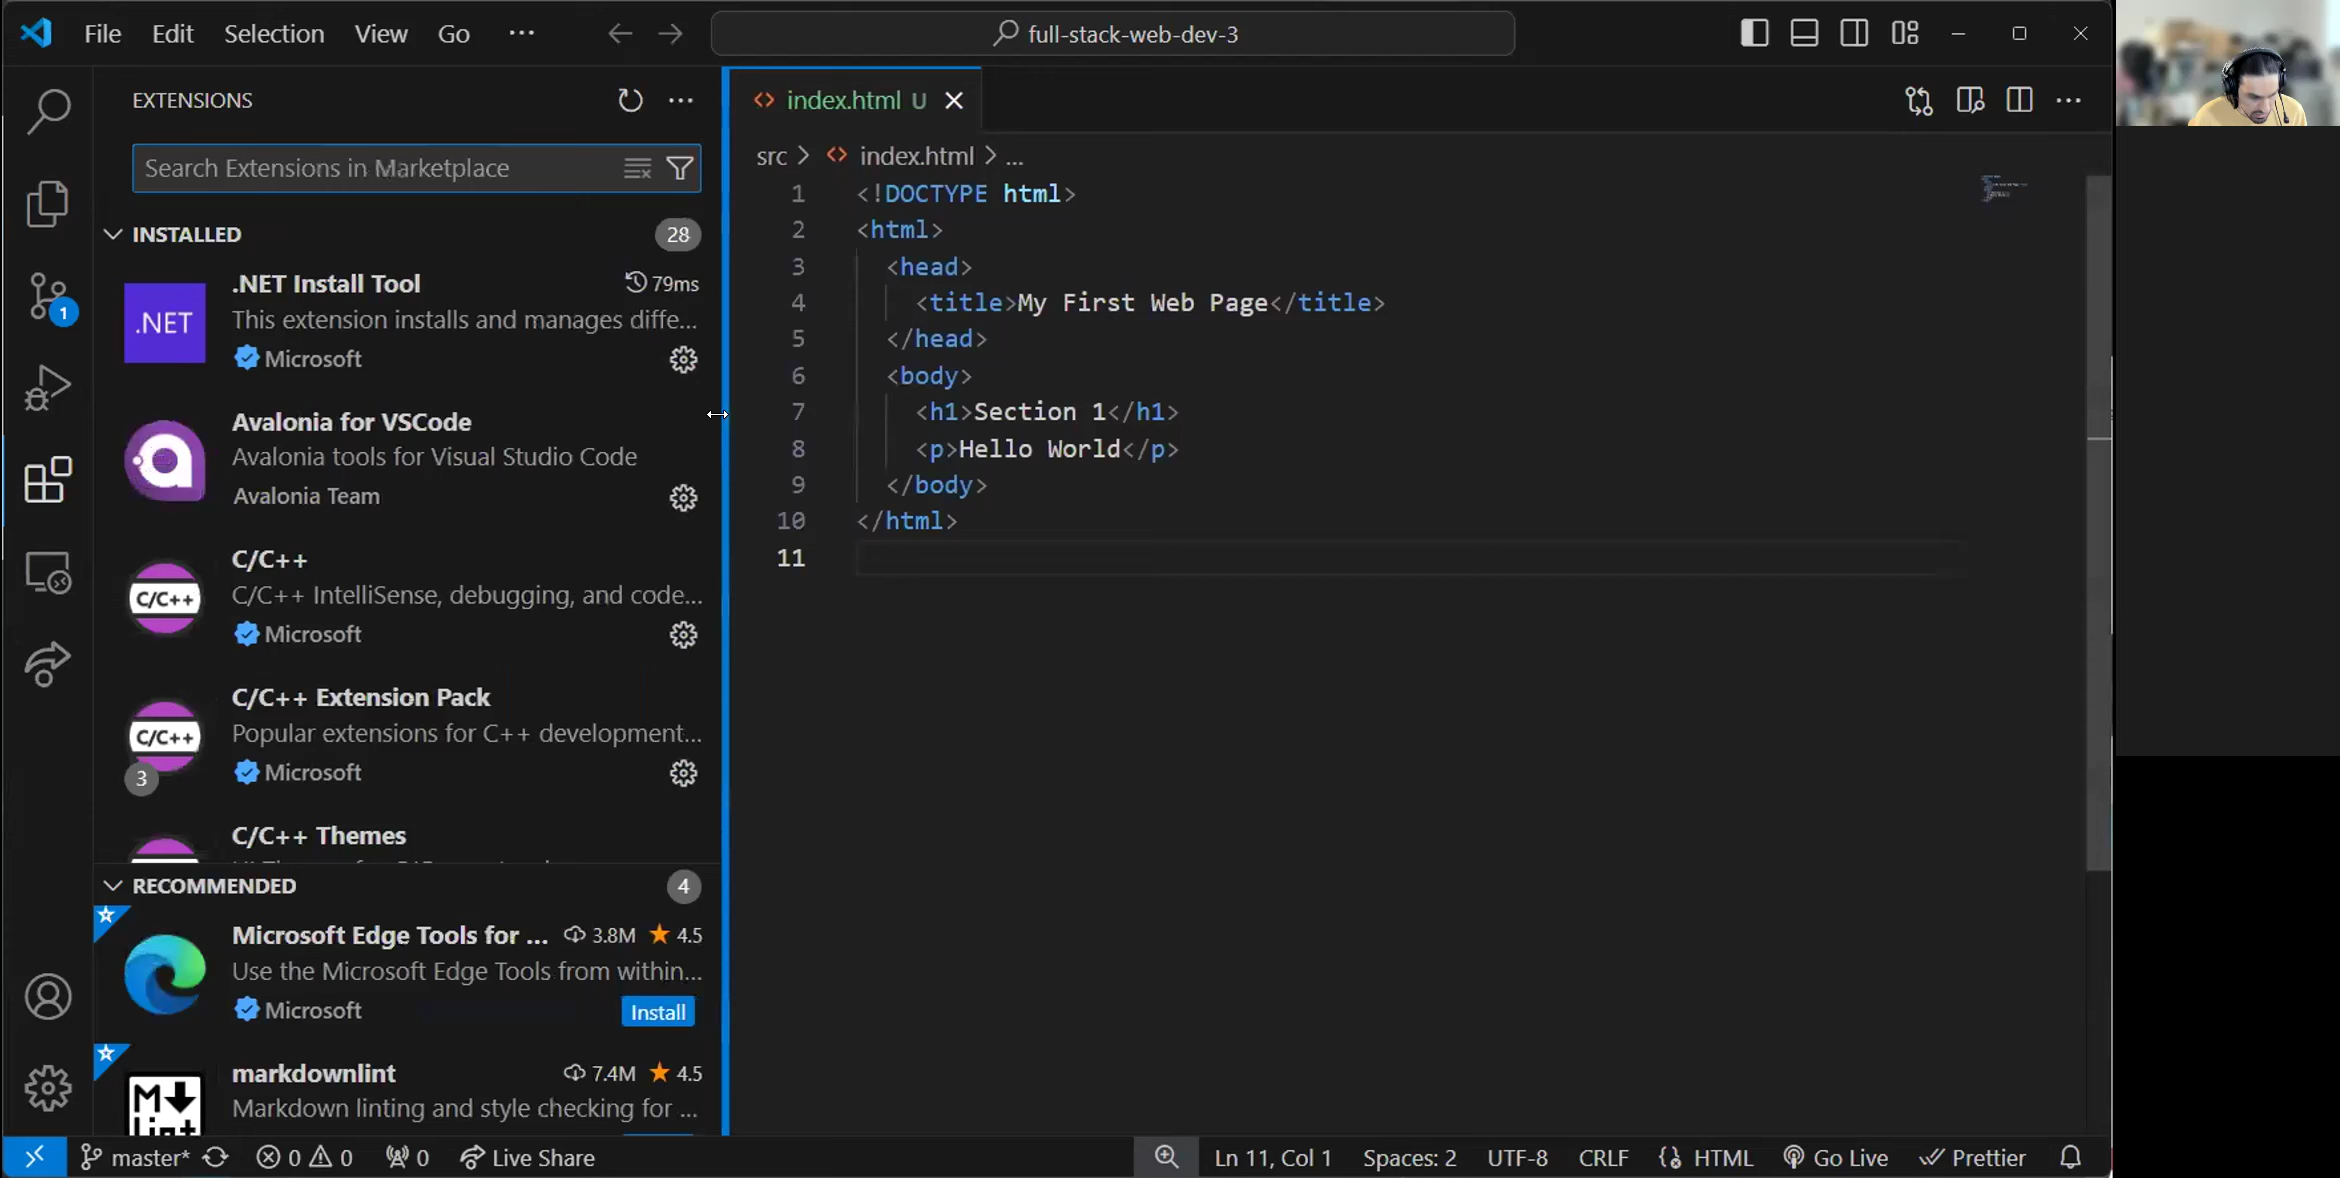 File Edit Selection View Go ... full-stack-web-dev-3
EXTENSIONS
Search Extensions in Marketplace
INSTALLED 28
.NET
.NET Install Tool 79ms
This extension installs and manages diffe...
Microsoft
Avalonia for VSCode
Avalonia tools for Visual Studio Code
Avalonia Team
C/C++
C/C++
C/C++ IntelliSense, debugging, and code...
Microsoft
C/C++
3
C/C++ Extension Pack
Popular extensions for C++ development...
Microsoft
C/C++ Themes
RECOMMENDED 4
Microsoft Edge Tools for ... 3.8M 4.5
Use the Microsoft Edge Tools from within...
Microsoft
Install
markdownlint 7.4M 4.5
Markdown linting and style checking for ...
1
index.html U
src > index.html > ...
1 <!DOCTYPE html>
2 <html>
3 <head>
4 <title>My First Web Page</title>
5 </head>
6 <body>
7 <h1>Section 1</h1>
8 <p>Hello World</p>
9 </body>
10 </html>
11
master* 0 0 0 Live Share Ln 11, Col 1 Spaces: 2 UTF-8 CRLF HTML Go Live Prettier